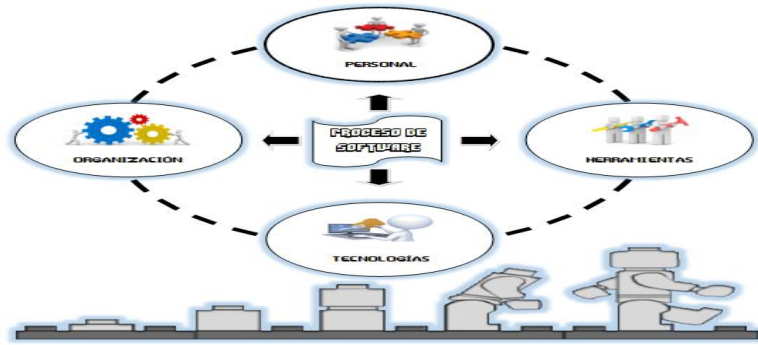 PERSONAL
PROCESO DE
SOFTWARE
ORGANIZACIÓN
HERRAMIENTAS
TECNOLOGÍAS